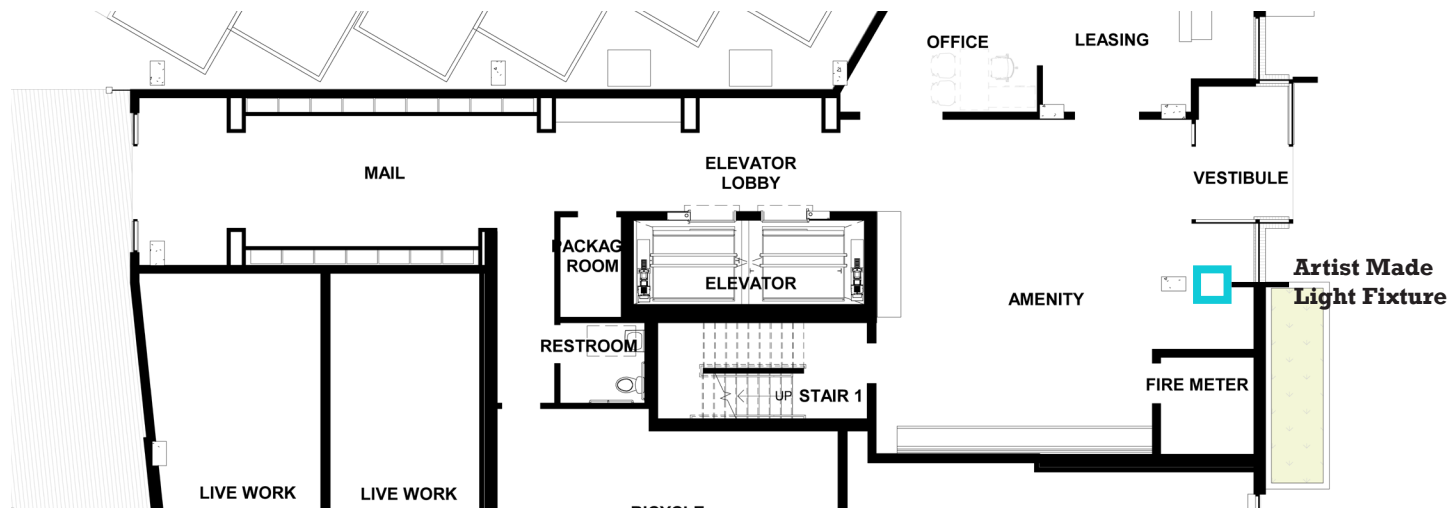 OFFICE
LEASING
MAIL
ELEVATOR
LOBBY
VESTIBULE
PACKAG
ROOM
ELEVATOR
AMENITY
Artist Made
Light Fixture
RESTROOM
FIRE METER
UP
STAIR 1
LIVE WORK
LIVE WORK